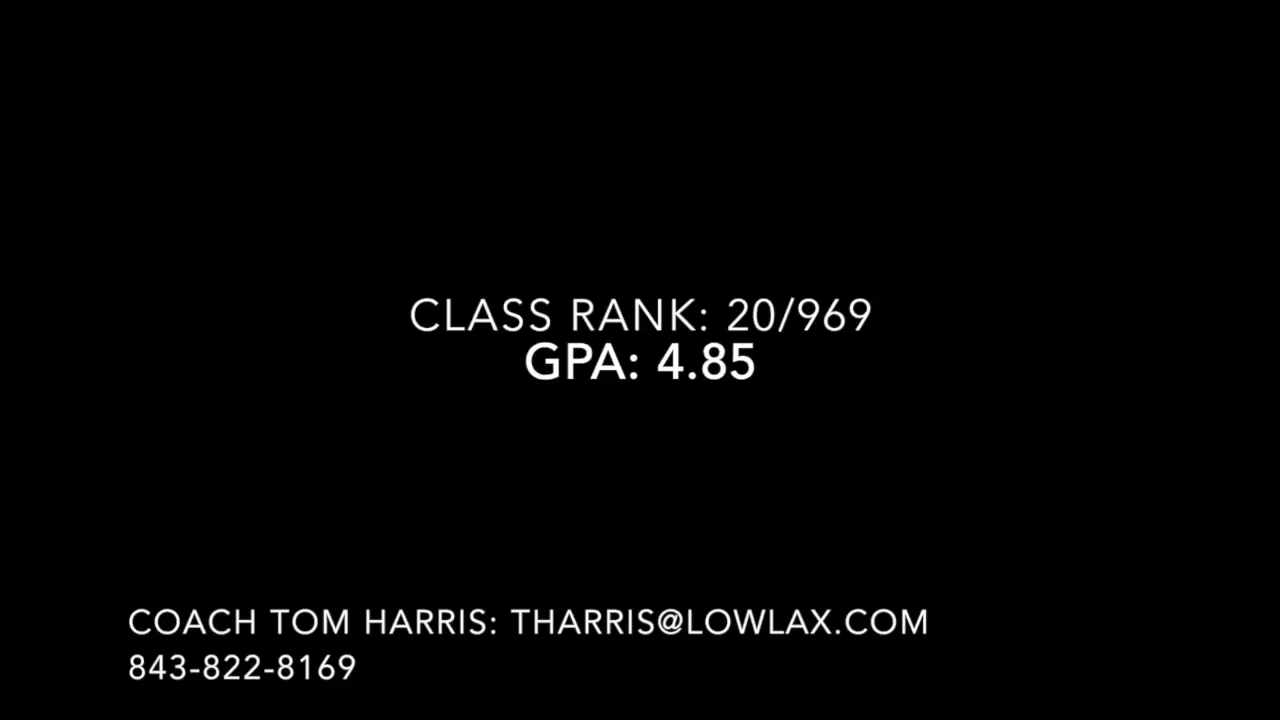 CLASS RANK: 20/969
GPA: 4.85
COACH TOM HARRIS: THARRIS@LOWLAX.COM
843-822-8169